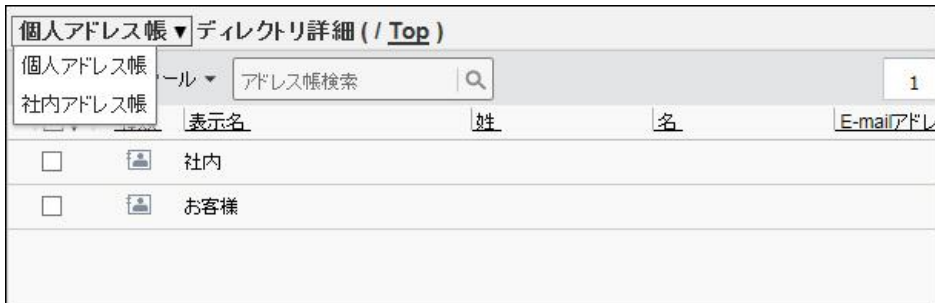 個人アドレス帳▼ ディレクトリ詳細 ( / Top )
個人アドレス帳
社内アドレス帳
ール ▼ アドレス帳検索 1
表示名 姓 名 E-mailアドレ
社内
お客様